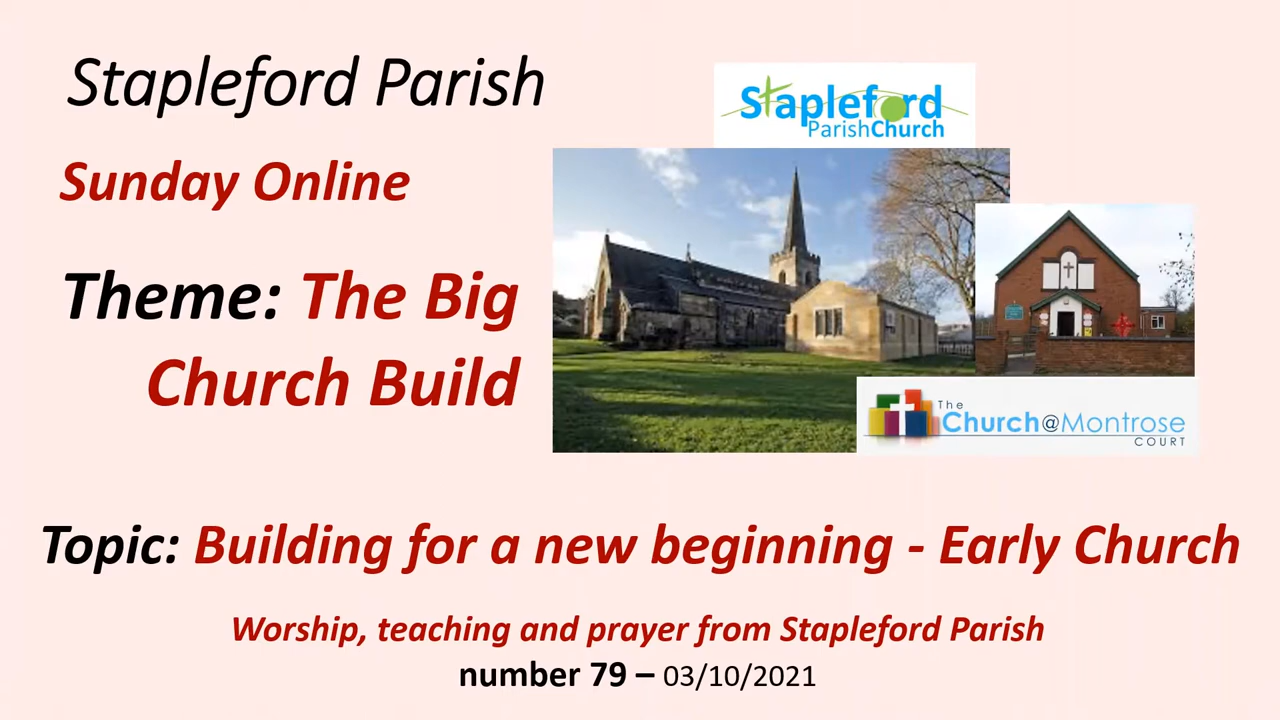 Stapleford Parish
Sunday Online
Theme: The Big
Church Build
Stapleford
ParishChurch
The
Church@Montrose
COURT
Topic: Building for a new beginning - Early Church
Worship, teaching and prayer from Stapleford Parish
number 79 – 03/10/2021